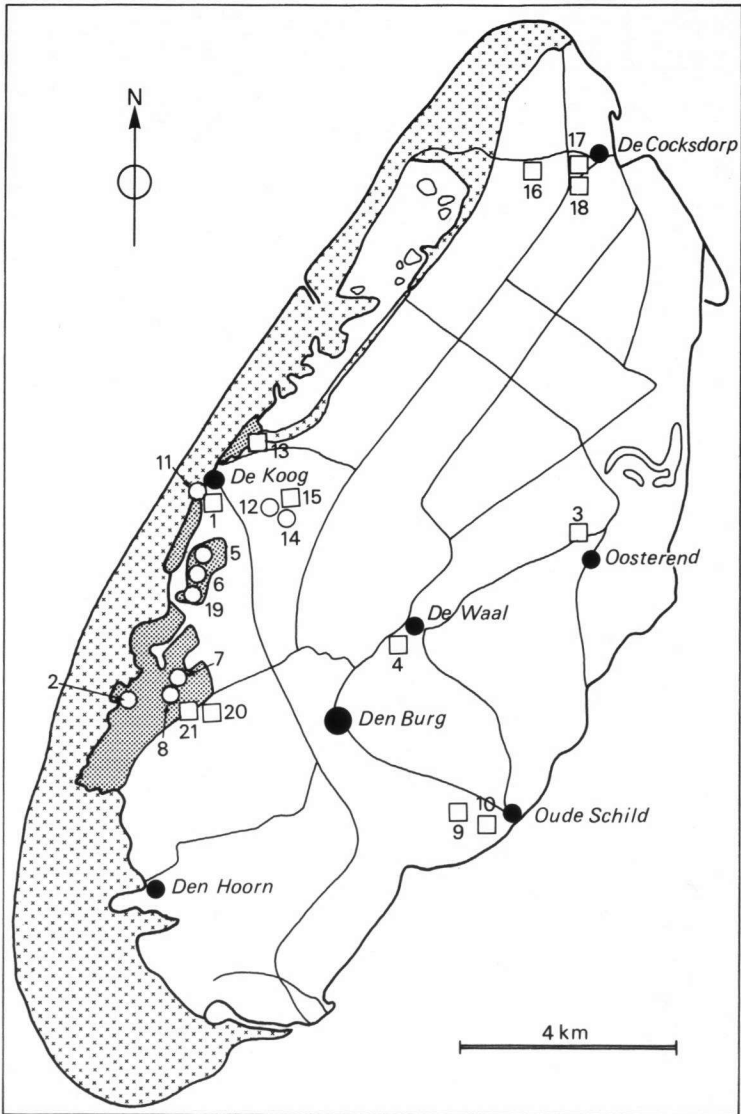 N
17
De Cocksdorp
16
18
13
11
De Koog
12
15
1
14
3
5
Oosterend
6
19
De Waal
7
4
2
Den Burg
21
20
8
10
Oude Schild
9
Den Hoorn
4 km